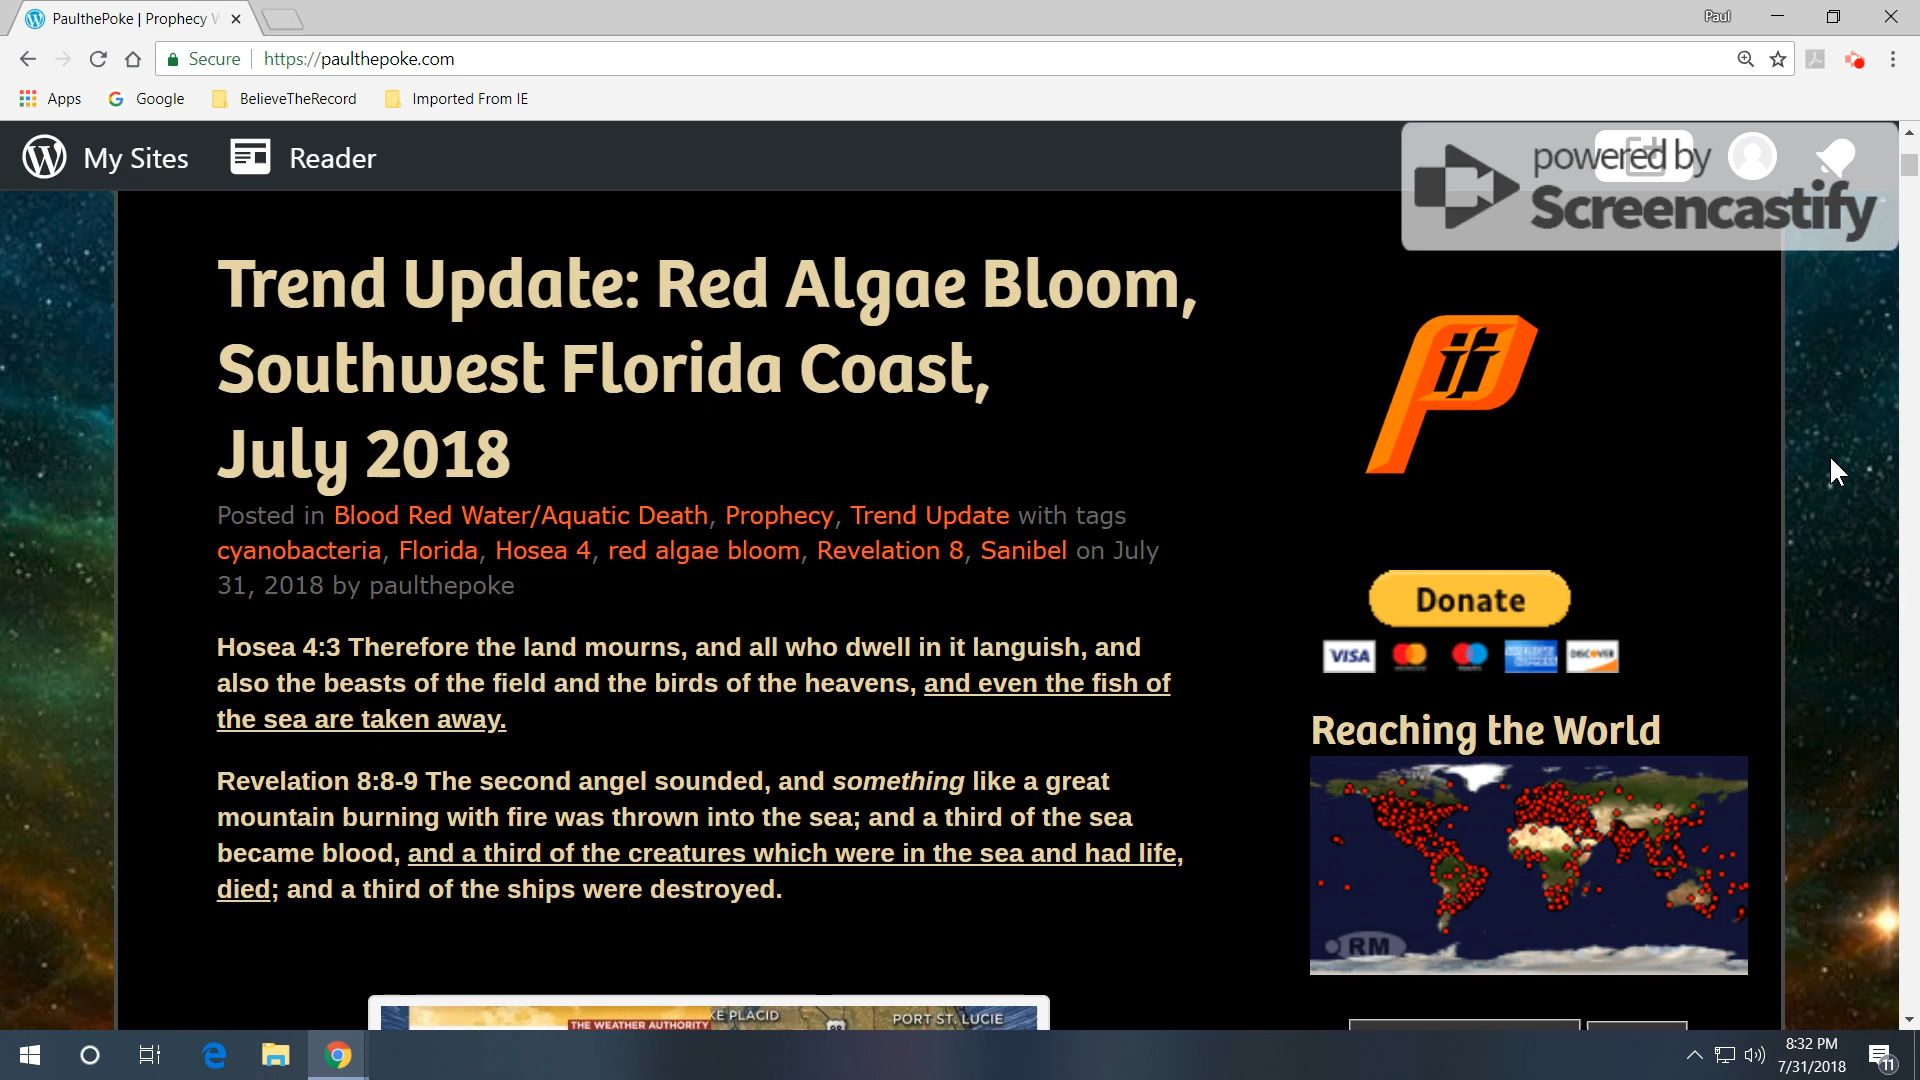 PaulthePoke | Prophecy W
Paul
Secure https://paulthepoke.com
Apps Google BelieveTheRecord Imported From IE
My Sites Reader
powered by
Screencastify
Trend Update: Red Algae Bloom,
Southwest Florida Coast,
July 2018
Posted in Blood Red Water/Aquatic Death, Prophecy, Trend Update with tags
cyanobacteria, Florida, Hosea 4, red algae bloom, Revelation 8, Sanibel on July
31, 2018 by paulthepoke
Hosea 4:3 Therefore the land mourns, and all who dwell in it languish, and
also the beasts of the field and the birds of the heavens, and even the fish of
the sea are taken away.
Revelation 8:8-9 The second angel sounded, and something like a great
mountain burning with fire was thrown into the sea; and a third of the sea
became blood, and a third of the creatures which were in the sea and had life,
died; and a third of the ships were destroyed.
Donate
VISA DISCOVER
Reaching the World
RM
THE WEATHER AUTHORITY
KE PLACID
PORT ST. LUCIE
8:32 PM
7/31/2018
11